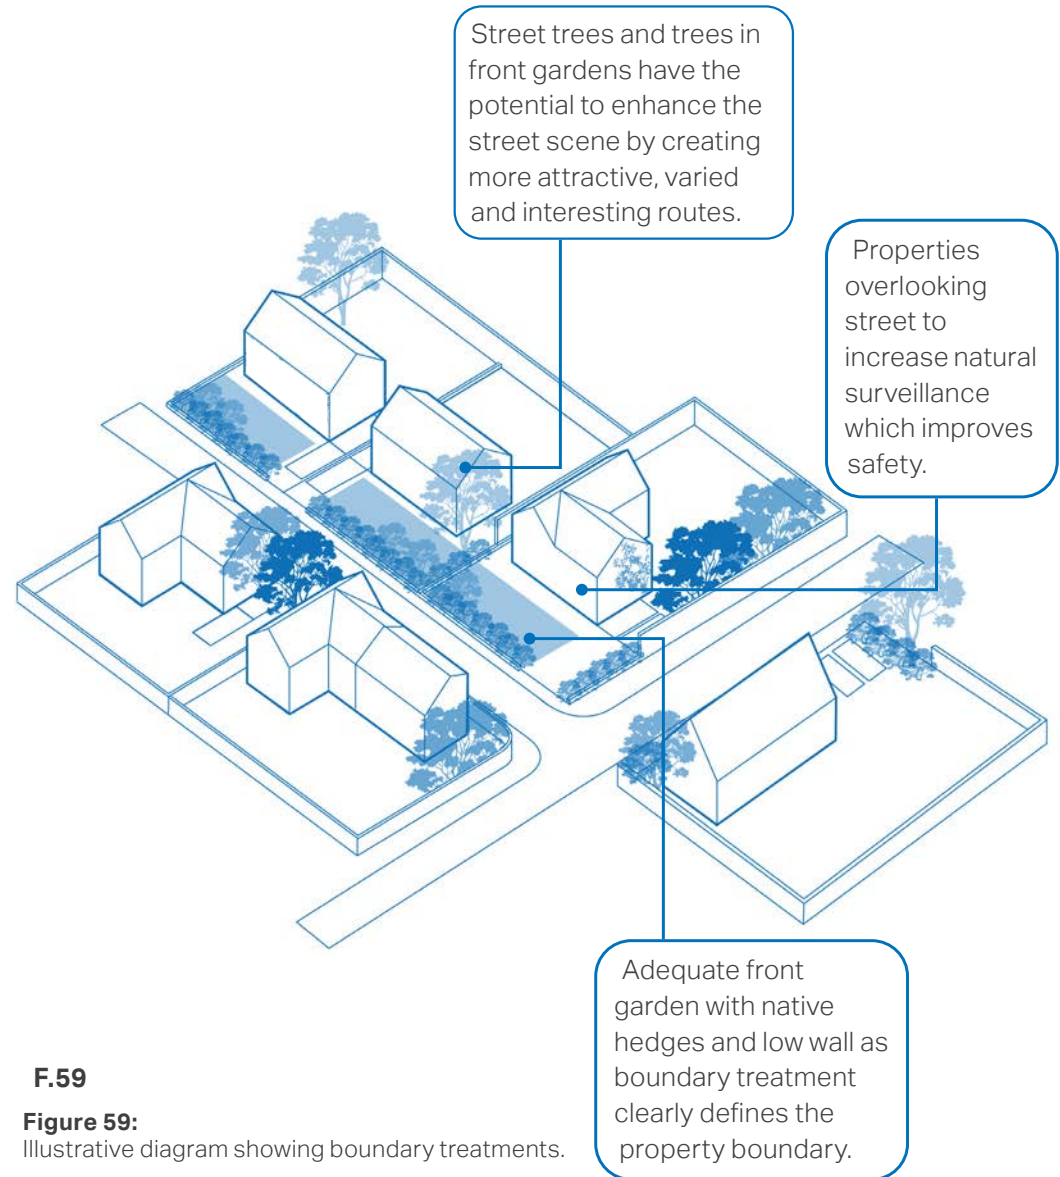 Street trees and trees in
front gardens have the
potential to enhance the
street scene by creating
more attractive, varied
and interesting routes.
Properties
overlooking
street to
increase natural
surveillance
which improves
safety.
Adequate front
garden with native
hedges and low wall as
boundary treatment
clearly defines the
property boundary.
F.59
Figure 59:
Illustrative diagram showing boundary treatments.